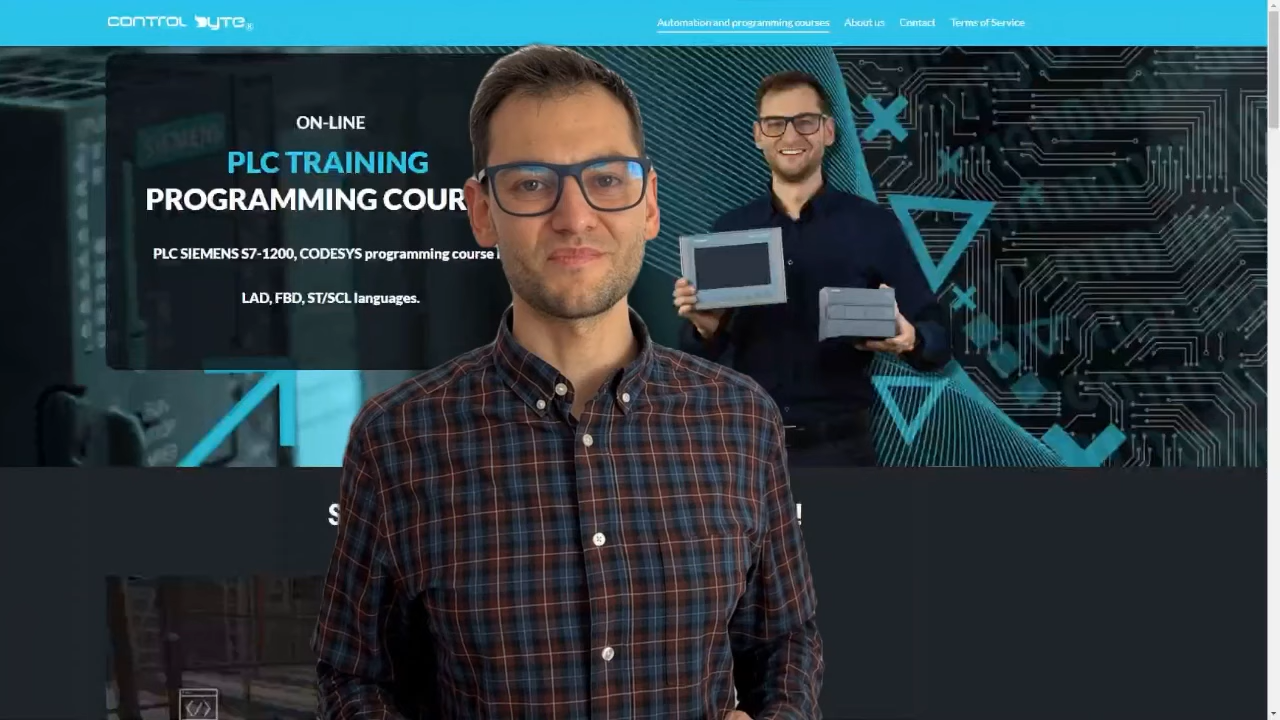 CONTROL BYTE®
Automation and programming courses
About us
Contact
Terms of Service
SIEMENS
ON-LINE
PLC TRAINING
PROGRAMMING COUR
PLC SIEMENS S7-1200, CODESYS programming course
LAD, FBD, ST/SCL languages.
S !